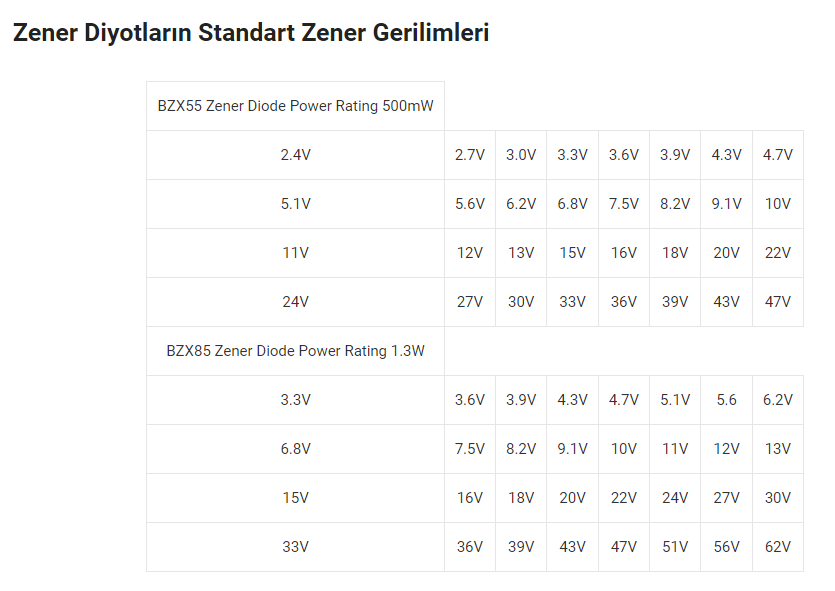 Zener Diyotların Standart Zener Gerilimleri
BZX55 Zener Diode Power Rating 500mW
2.4V 2.7V 3.0V 3.3V 3.6V 3.9V 4.3V 4.7V
5.1V 5.6V 6.2V 6.8V 7.5V 8.2V 9.1V 10V
11V 12V 13V 15V 16V 18V 20V 22V
24V 27V 30V 33V 36V 39V 43V 47V
BZX85 Zener Diode Power Rating 1.3W
3.3V 3.6V 3.9V 4.3V 4.7V 5.1V 5.6 6.2V
6.8V 7.5V 8.2V 9.1V 10V 11V 12V 13V
15V 16V 18V 20V 22V 24V 27V 30V
33V 36V 39V 43V 47V 51V 56V 62V